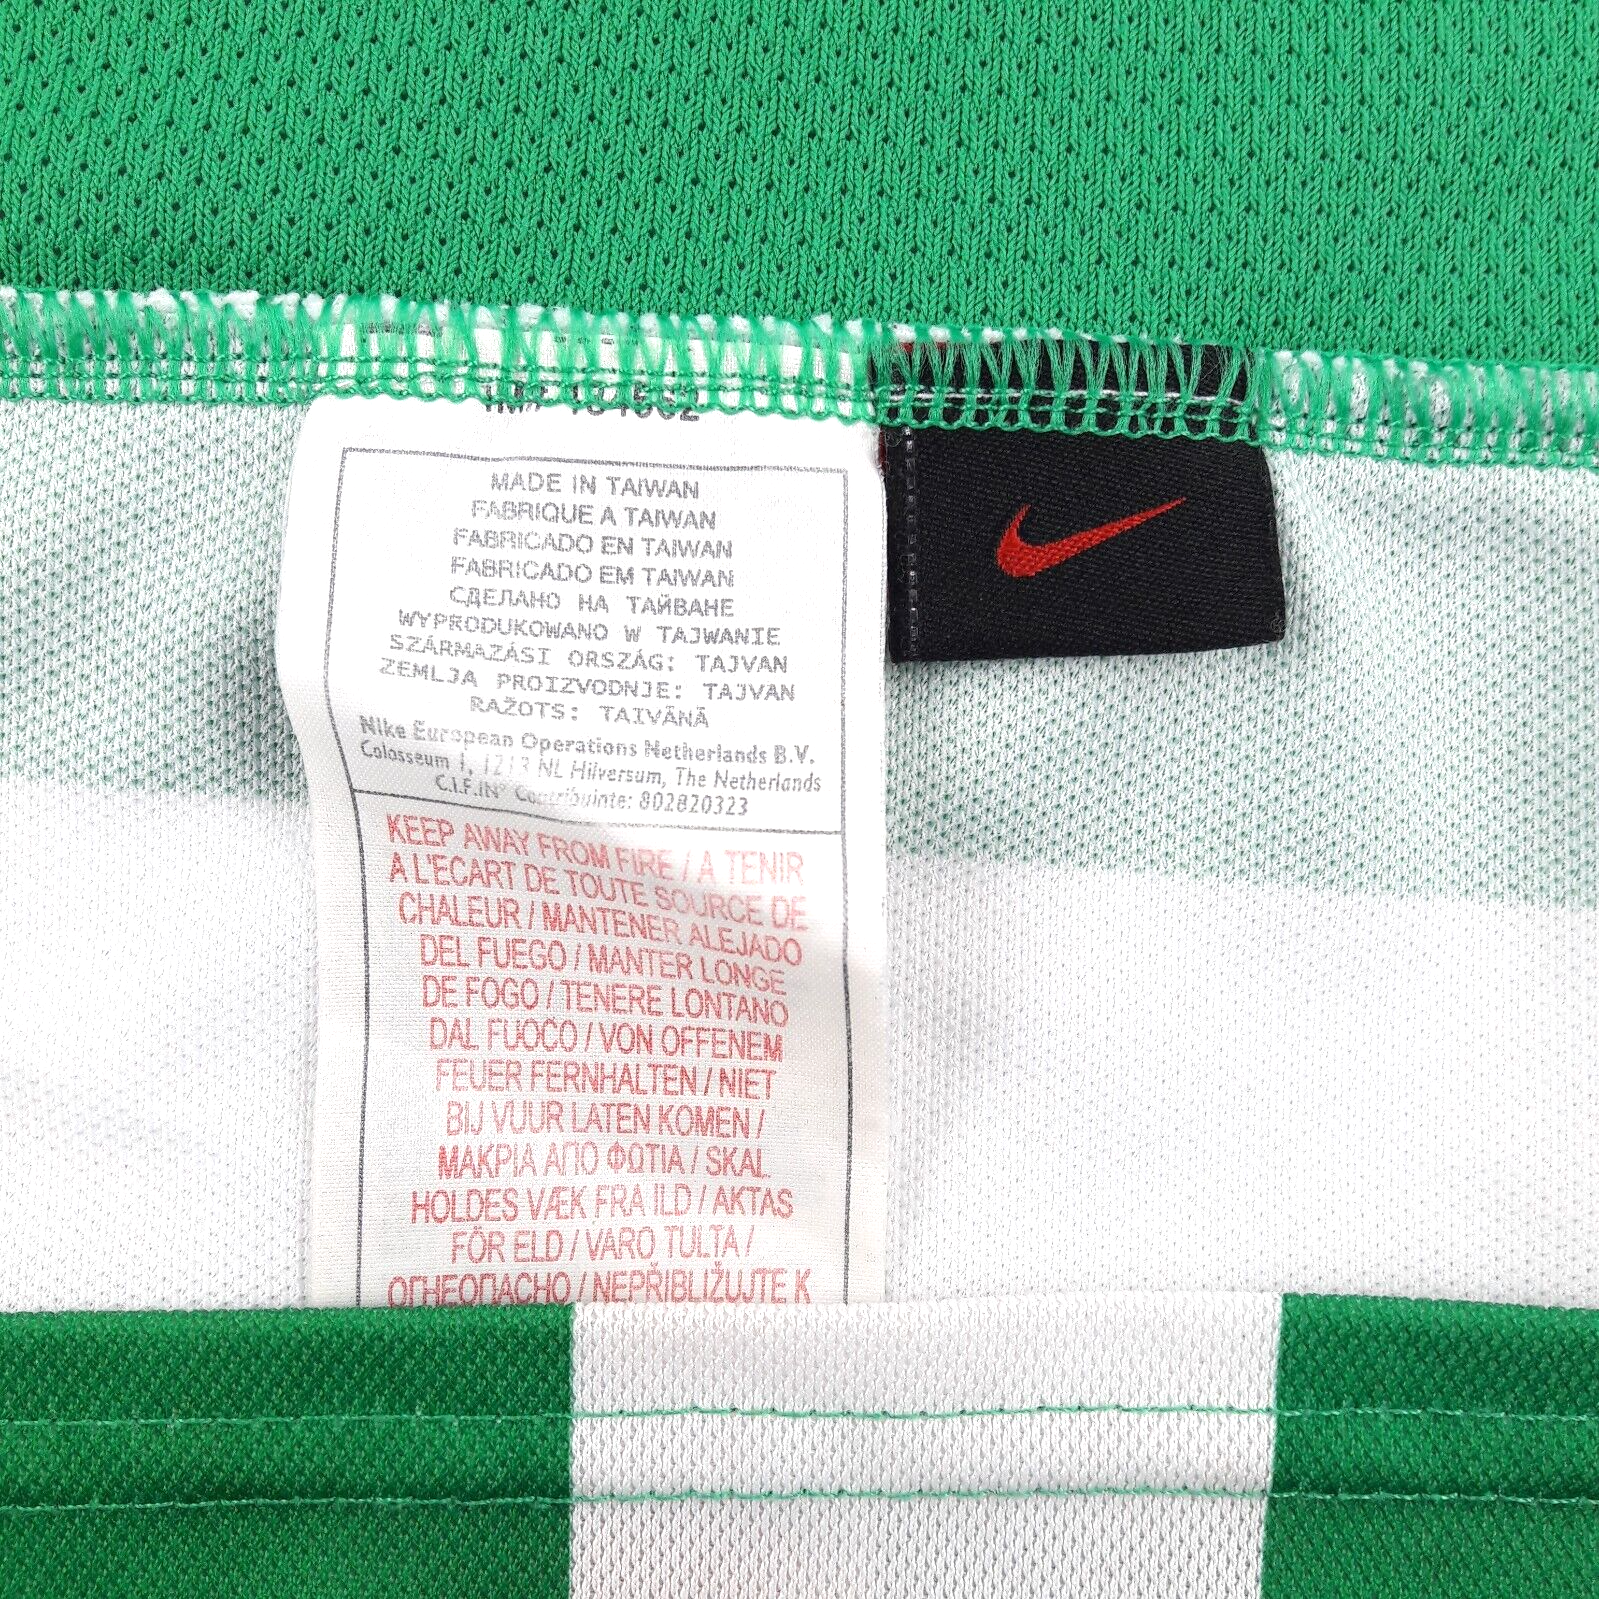 MADE IN TAIWAN
FABRIQUE A TAIWAN
FABRICADO EN TAIWAN
FABRICADO EM TAIWAN
СДЕЛАНО НА ТАЙВАНЕ
WYPRODUKOWANO W TAJWANIE
SZÁRMAZÁSI ORSZÁG: TAJVAN
ZEMLJA PROIZVODNJE: TAJVAN
RAŽOTS: TAIVĀNĀ
Nike European Operations Netherlands B.V.
Colosseum 1, 1213 NL Hilversum, The Netherlands
C.I.F./N° Contribuinte: 802820323
KEEP AWAY FROM FIRE / A TENIR
A L'ECART DE TOUTE SOURCE DE
CHALEUR / MANTENER ALEJADO
DEL FUEGO / MANTER LONGE
DE FOGO / TENERE LONTANO
DAL FUOCO / VON OFFENEM
FEUER FERNHALTEN / NIET
BIJ VUUR LATEN KOMEN /
ΜΑΚΡΙΑ ΑΠΟ ΦΩΤΙΑ / SKAL
HOLDES VÆK FRA ILD / AKTAS
FÖR ELD / VARO TULTA /
ОГНЕОПАСНО / NEPŘIBLIŽUJTE K